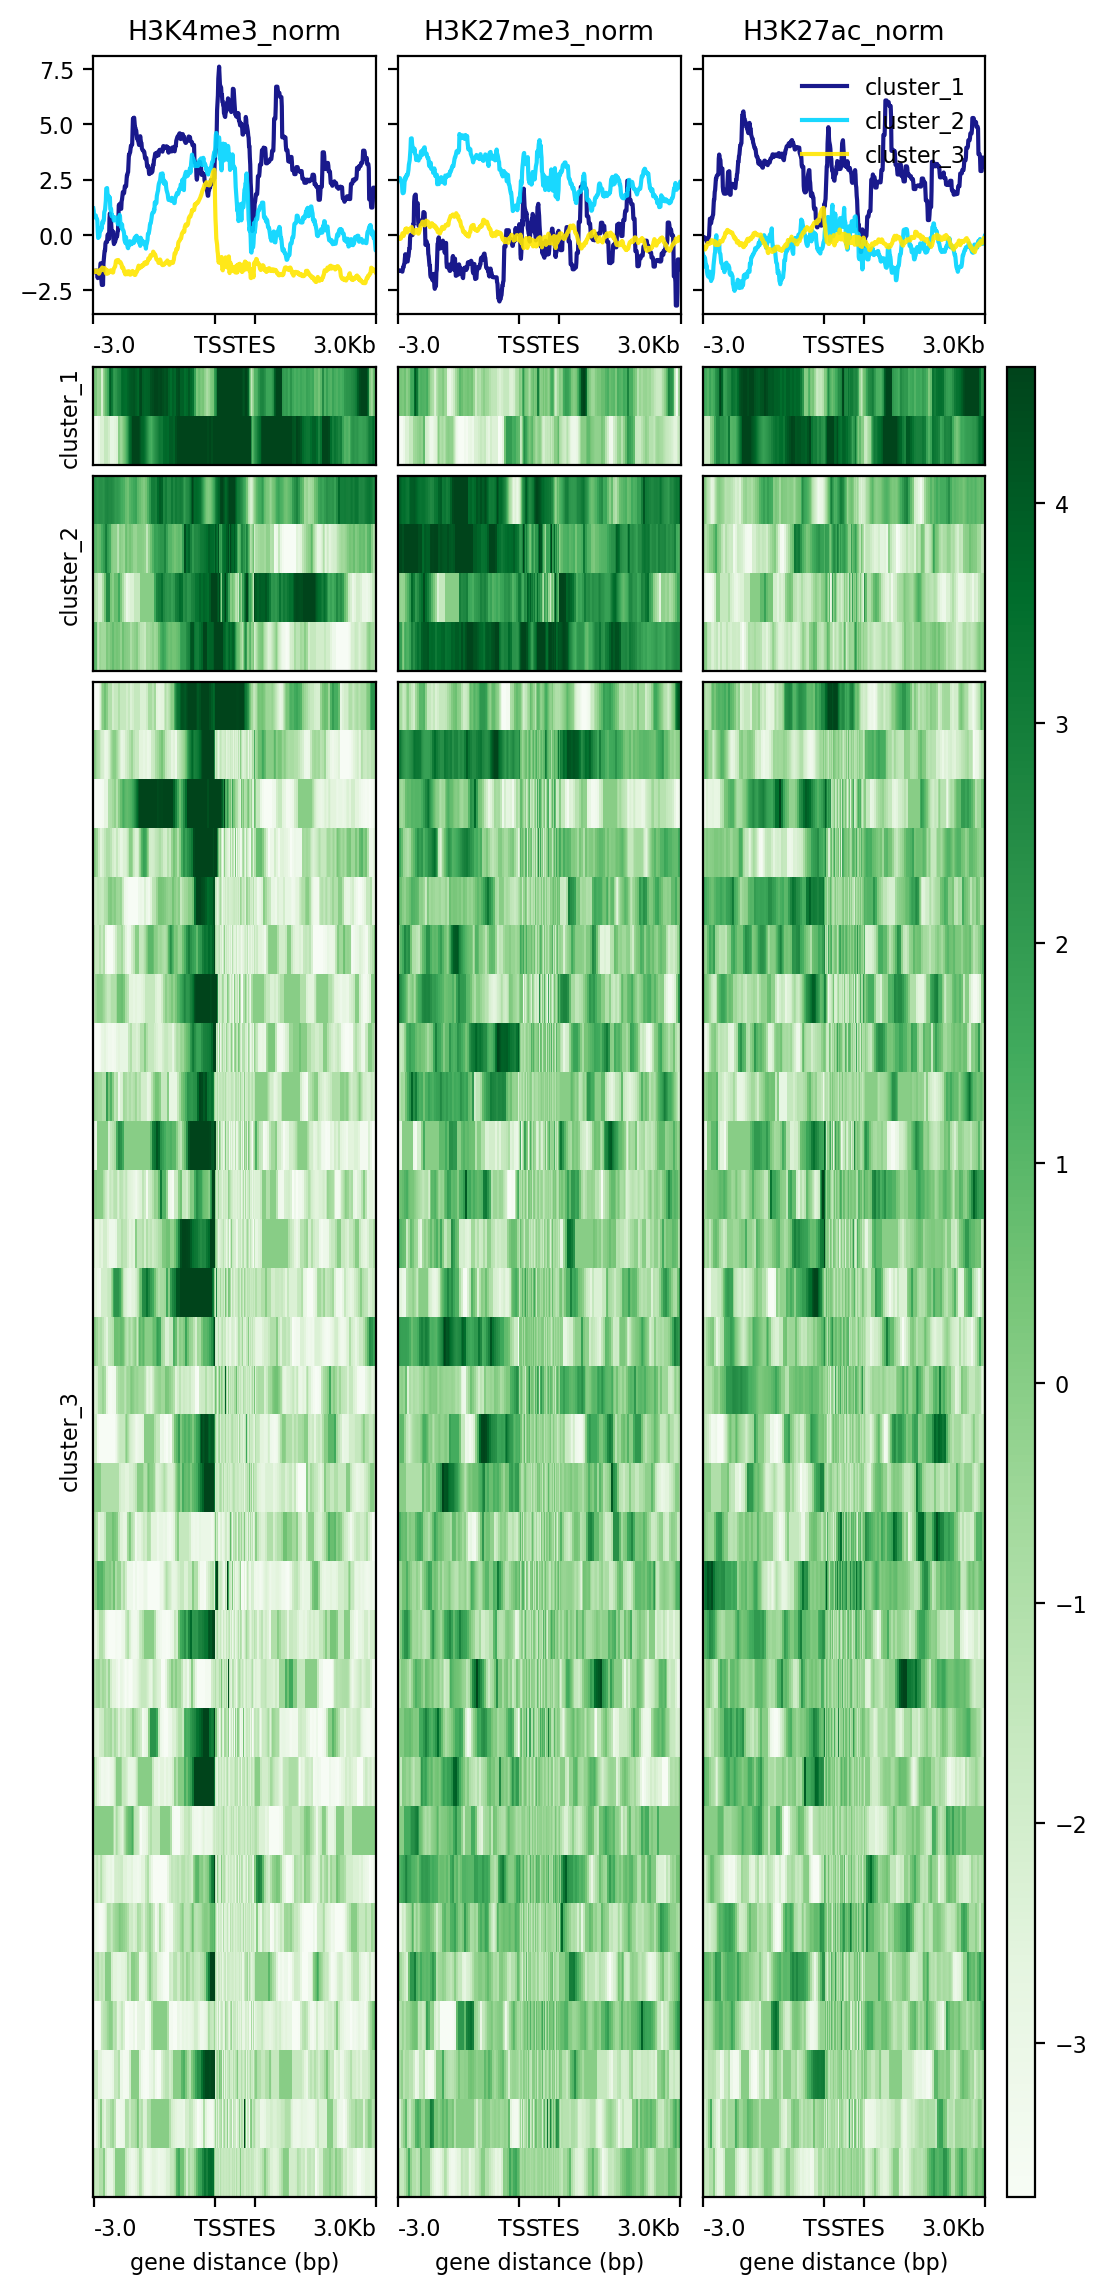 H3K4me3_norm H3K27me3_norm H3K27ac_norm
7.5
5.0
2.5
0.0
−2.5
cluster_1
cluster_2
cluster_3
-3.0 TSSTES 3.0Kb -3.0 TSSTES 3.0Kb -3.0 TSSTES 3.0Kb
cluster_1
cluster_2
cluster_3
4
3
2
1
0
−1
−2
−3
-3.0 TSSTES 3.0Kb -3.0 TSSTES 3.0Kb -3.0 TSSTES 3.0Kb
gene distance (bp) gene distance (bp) gene distance (bp)